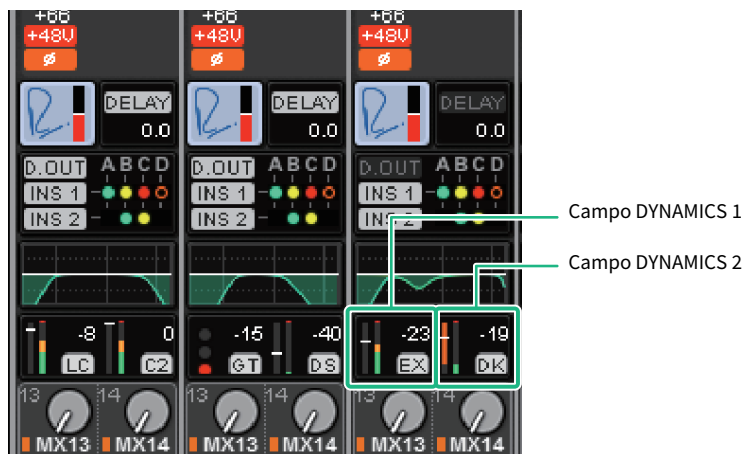 +66 +66 +66
+48V +48V +48V
ø ø ø
DELAY DELAY DELAY
0.0 0.0 0.0
D.OUT A B C D D.OUT A B C D D.OUT A B C D
INS 1 INS 1 INS 1
INS 2 INS 2 INS 2
Campo DYNAMICS 1
Campo DYNAMICS 2
-8 0 -15 -40 -23 -19
LC C2 GT DS EX DK
13 14 13 14 13 14
MX13 MX14 MX13 MX14 MX13 MX14